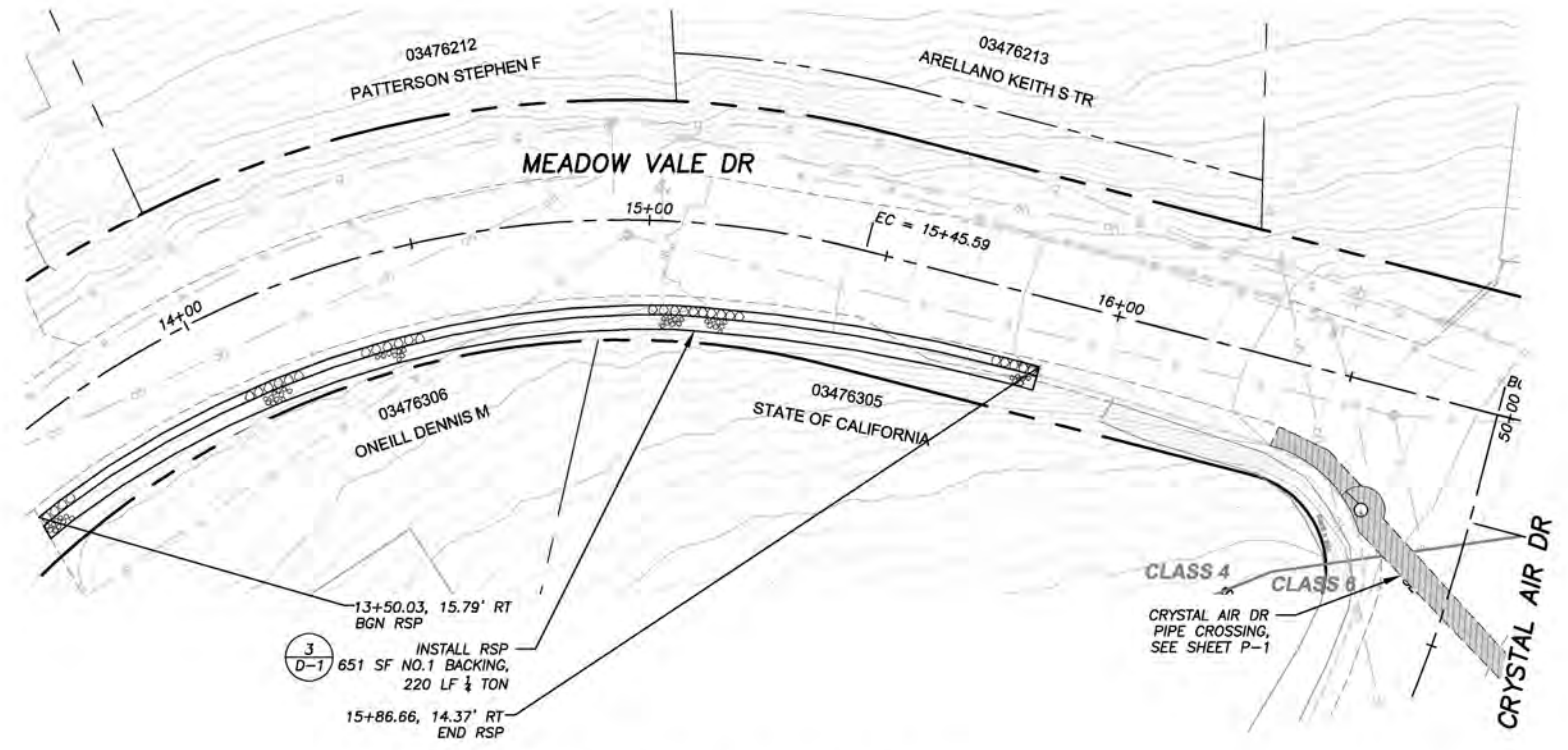 03476212
PATTERSON STEPHEN F
03476213
ARELLANO KEITH S TR
MEADOW VALE DR
14+00
15+00
EC = 15+45.59
16+00
50+00
03476306
ONEILL DENNIS M
03476305
STATE OF CALIFORNIA
13+50.03, 15.79' RT
BGN RSP
3
D-1
INSTALL RSP
651 SF NO.1 BACKING,
220 LF ¼ TON
15+86.66, 14.37' RT
END RSP
CLASS 4
CLASS 6
CRYSTAL AIR DR
PIPE CROSSING,
SEE SHEET P-1
CRYSTAL AIR DR